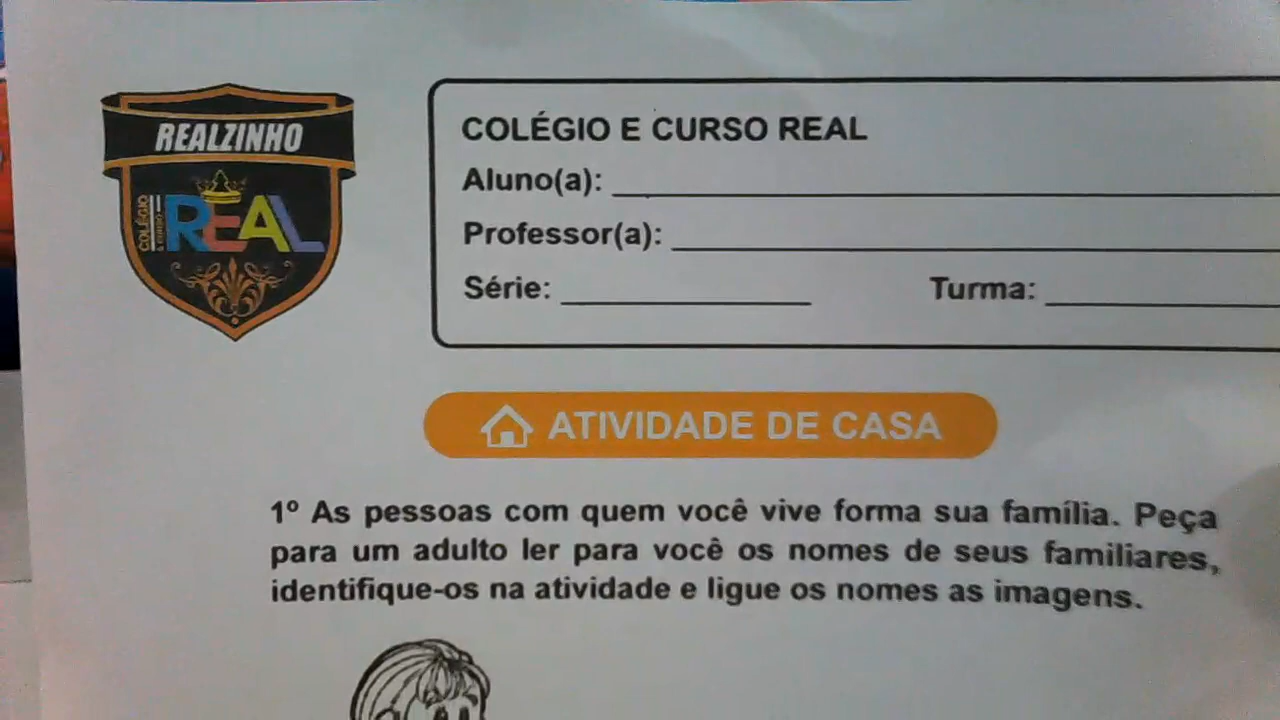 REALZINHO
COLÉGIO
& CURSO
REAL
COLÉGIO E CURSO REAL
Aluno(a):
Professor(a):
Série: Turma:
ATIVIDADE DE CASA
1º As pessoas com quem você vive forma sua família. Peça
para um adulto ler para você os nomes de seus familiares,
identifique-os na atividade e ligue os nomes as imagens.